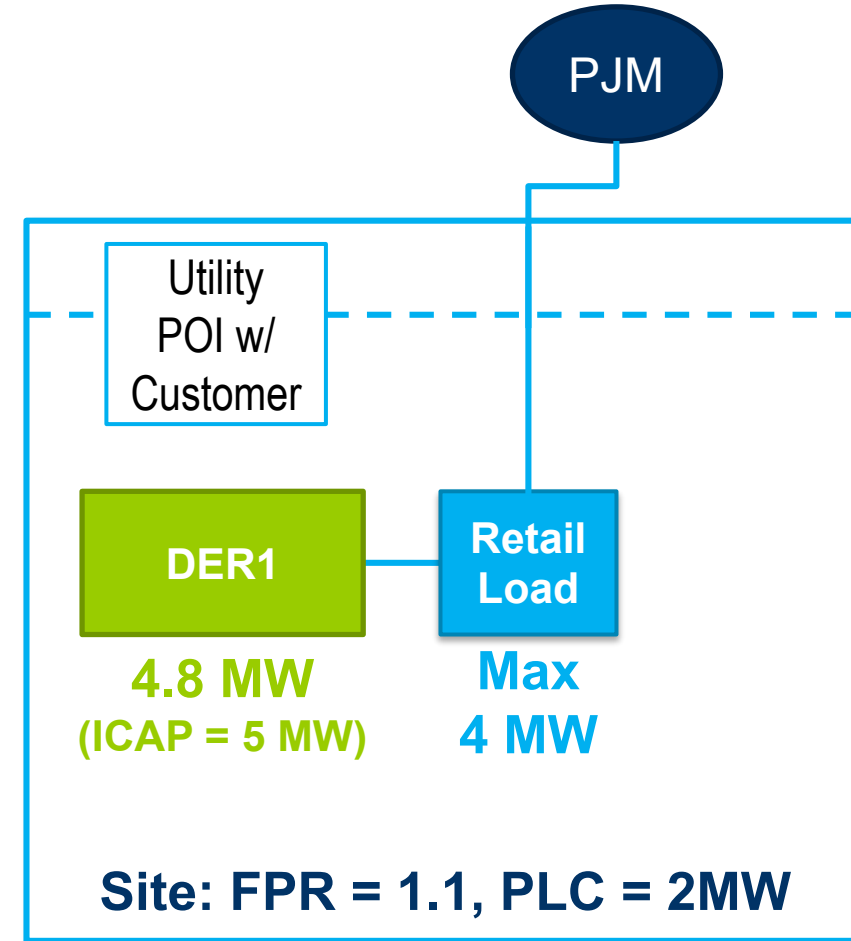 PJM
Utility
POI w/
Customer
DER1
Retail
Load
4.8 MW
(ICAP = 5 MW)
Max
4 MW
Site: FPR = 1.1, PLC = 2MW